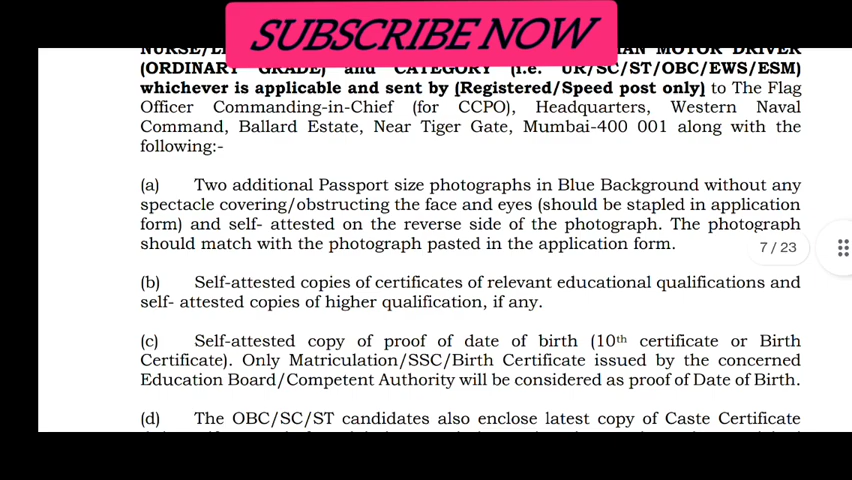 SUBSCRIBE NOW
MOTOR DRIVER
(ORDINARY GRADE) and CATEGORY (i.e. UR/SC/ST/OBC/EWS/ESM)
whichever is applicable and sent by (Registered/Speed post only) to The Flag
Officer Commanding-in-Chief (for CCPO), Headquarters, Western Naval
Command, Ballard Estate, Near Tiger Gate, Mumbai-400 001 along with the
following:-
(a) Two additional Passport size photographs in Blue Background without any
spectacle covering/obstructing the face and eyes (should be stapled in application
form) and self- attested on the reverse side of the photograph. The photograph
should match with the photograph pasted in the application form.
7 / 23
(b) Self-attested copies of certificates of relevant educational qualifications and
self- attested copies of higher qualification, if any.
(c) Self-attested copy of proof of date of birth (10th certificate or Birth
Certificate). Only Matriculation/SSC/Birth Certificate issued by the concerned
Education Board/Competent Authority will be considered as proof of Date of Birth.
(d) The OBC/SC/ST candidates also enclose latest copy of Caste Certificate